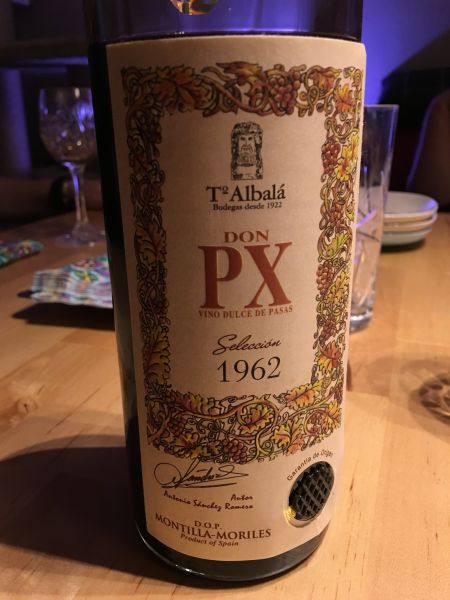 Tº Albalá
Bodegas desde 1922
DON
PX
VINO DULCE DE PASAS
Selección
1962
Autor
Antonio Sánchez Romero
Garantía de Origen
D.O.P.
MONTILLA-MORILES
Product of Spain